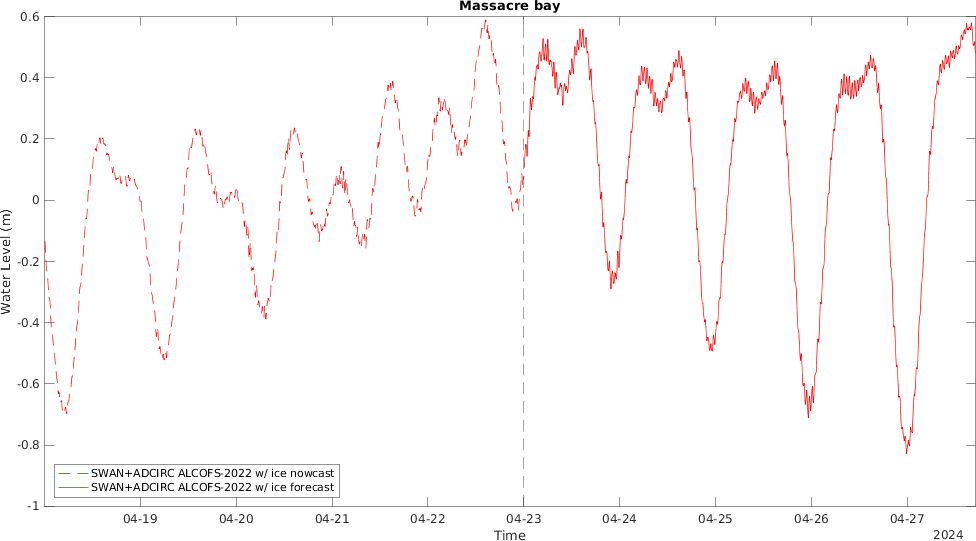 Massacre bay
0.6
0.4
0.2
0
-0.2
-0.4
-0.6
-0.8
-1
Water Level (m)
SWAN+ADCIRC ALCOFS-2022 w/ ice nowcast
SWAN+ADCIRC ALCOFS-2022 w/ ice forecast
04-19 04-20 04-21 04-22 04-23 04-24 04-25 04-26 04-27
Time
2024